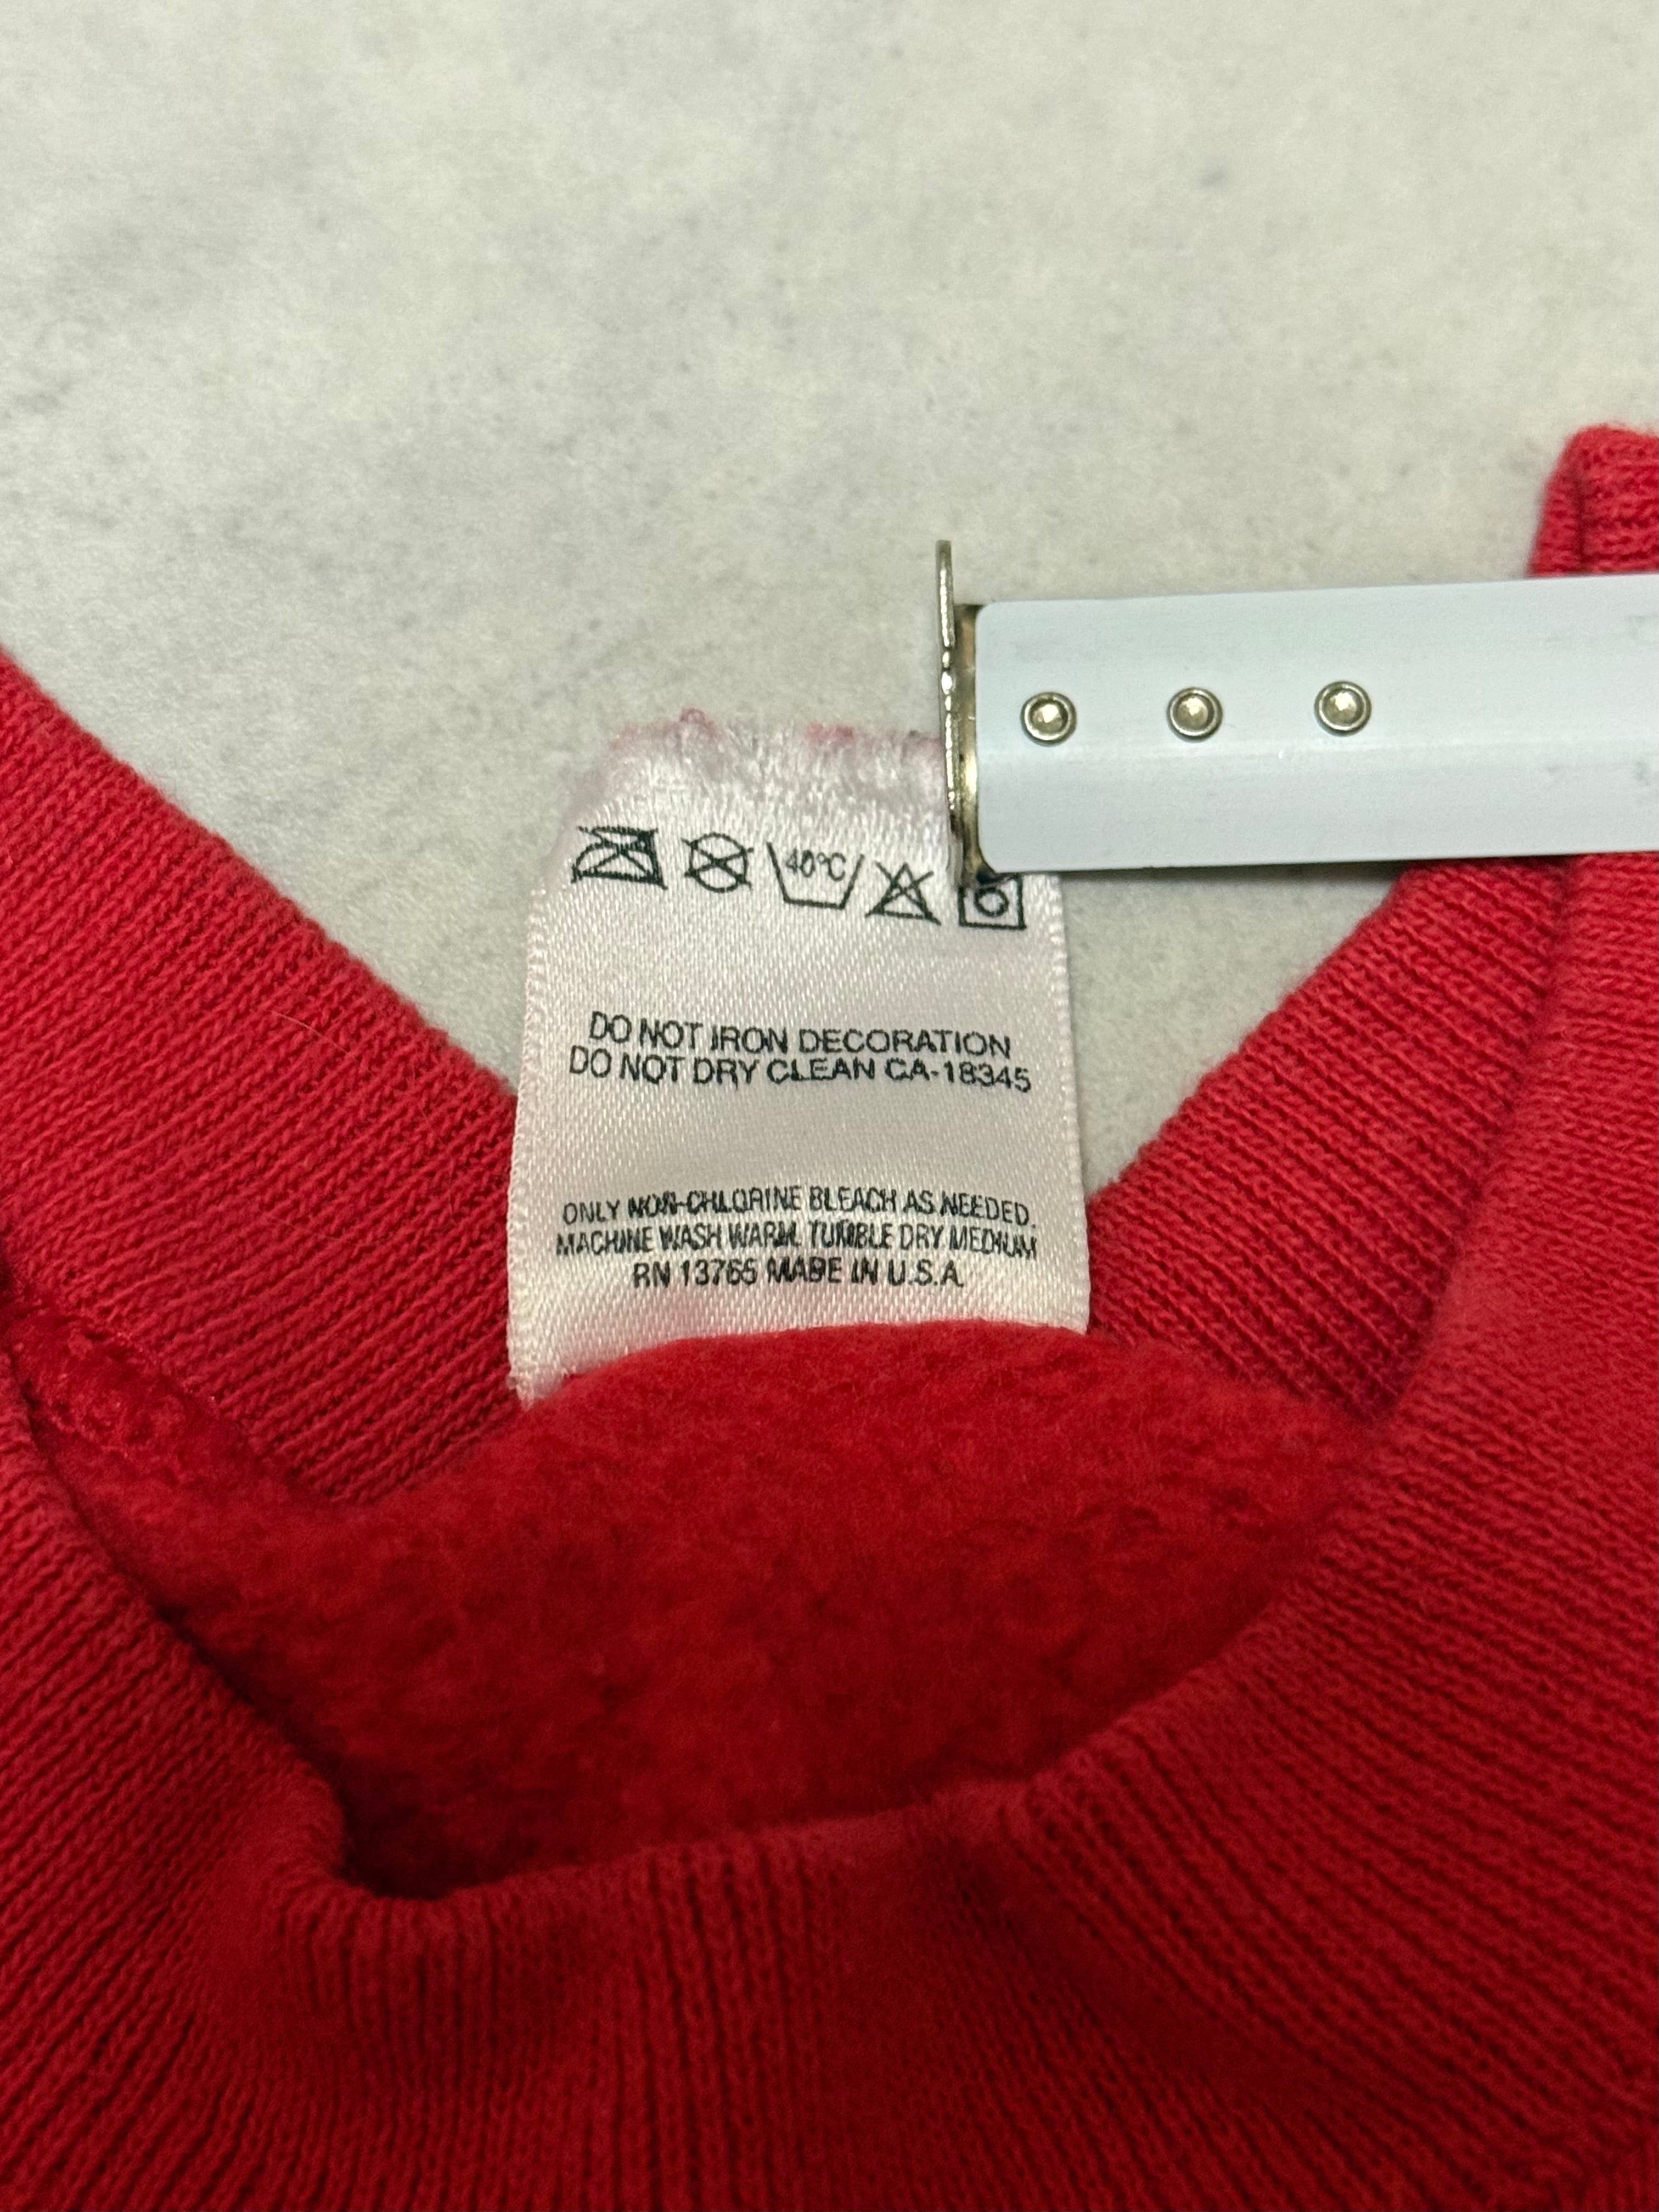 40°C
DO NOT IRON DECORATION
DO NOT DRY CLEAN CA-18345
ONLY NON-CHLORINE BLEACH AS NEEDED.
MACHINE WASH WARM. TUMBLE DRY MEDIUM
RN 13765 MADE IN U.S.A.